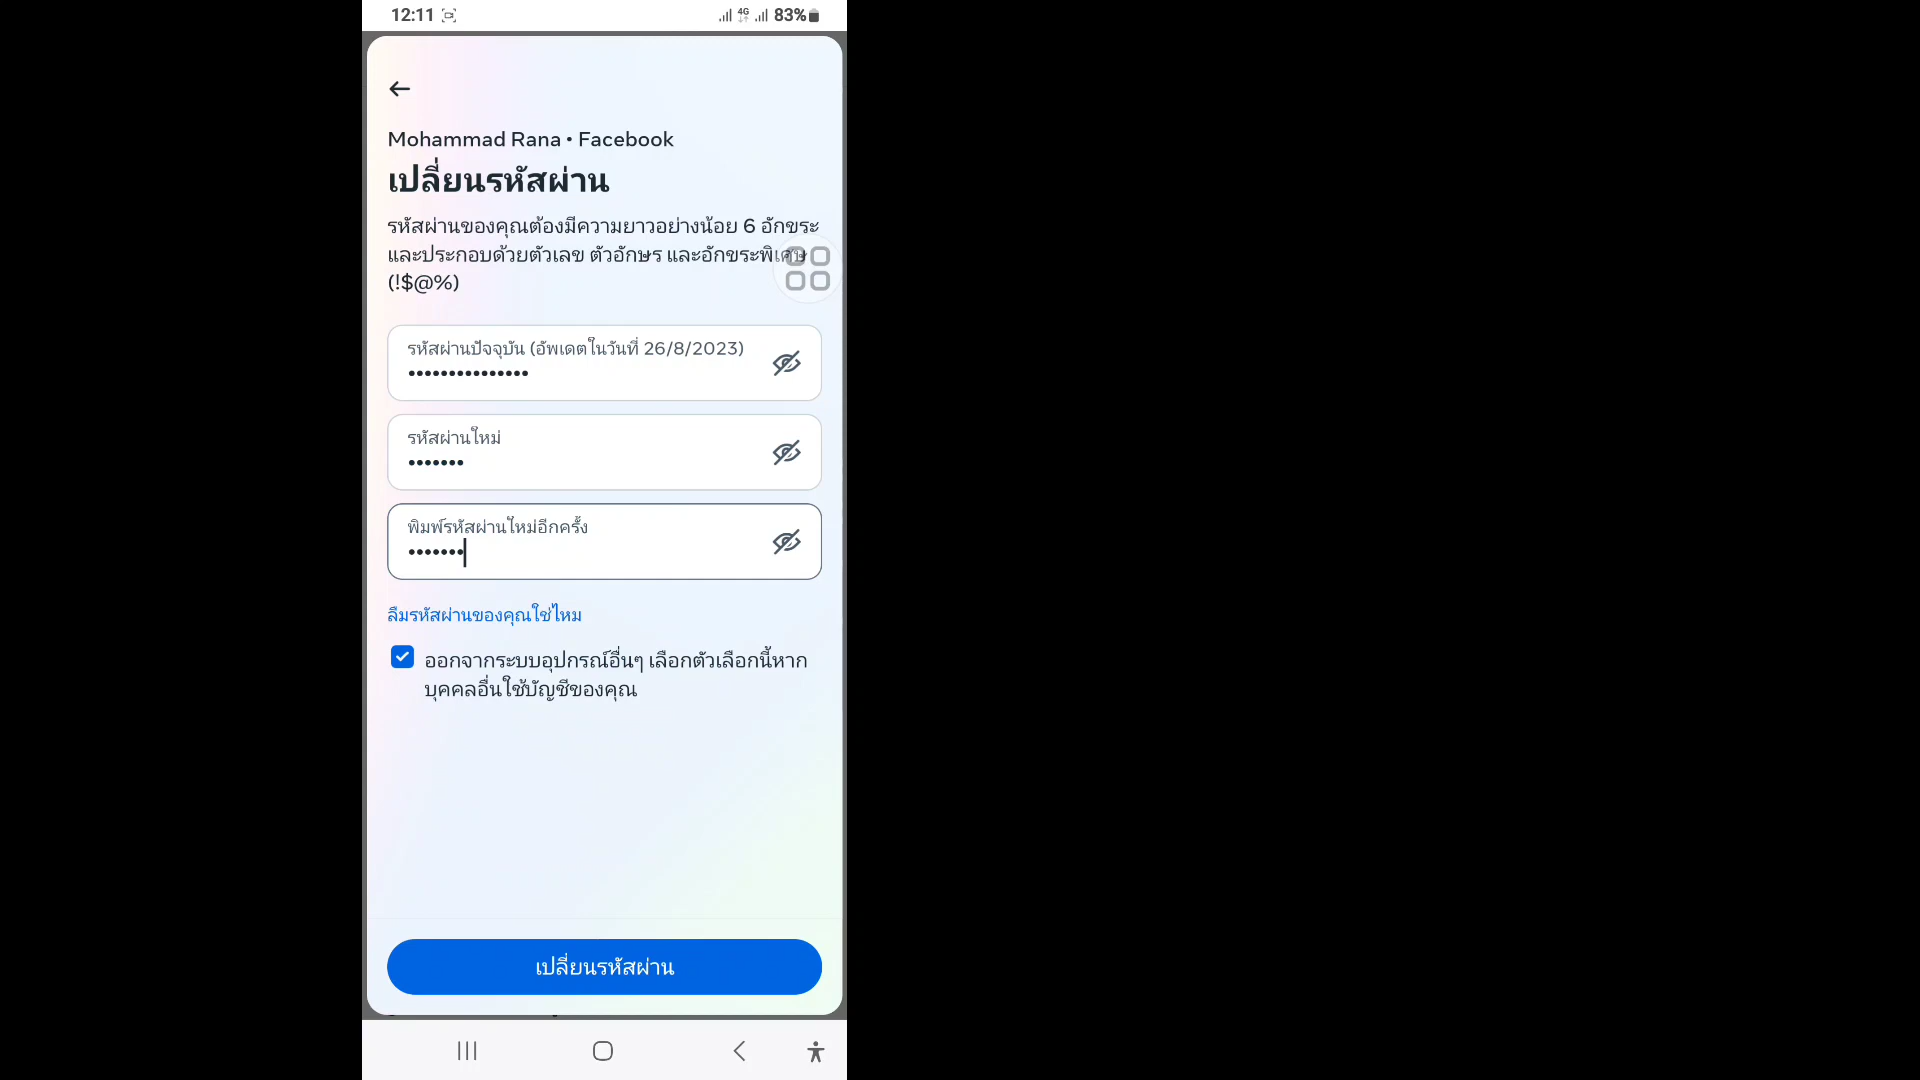 12:11 4G 83%
Mohammad Rana • Facebook
เปลี่ยนรหัสผ่าน
รหัสผ่านของคุณต้องมีความยาวอย่างน้อย 6 อักขระ
และประกอบด้วยตัวเลข ตัวอักษร และอักขระพิเศษ
(!$@%)
รหัสผ่านปัจจุบัน (อัพเดตในวันที่ 26/8/2023)
•••••••••••••••
รหัสผ่านใหม่
•••••••
พิมพ์รหัสผ่านใหม่อีกครั้ง
•••••••
ลืมรหัสผ่านของคุณใช่ไหม
ออกจากระบบอุปกรณ์อื่นๆ เลือกตัวเลือกนี้หาก
บุคคลอื่นใช้บัญชีของคุณ
เปลี่ยนรหัสผ่าน